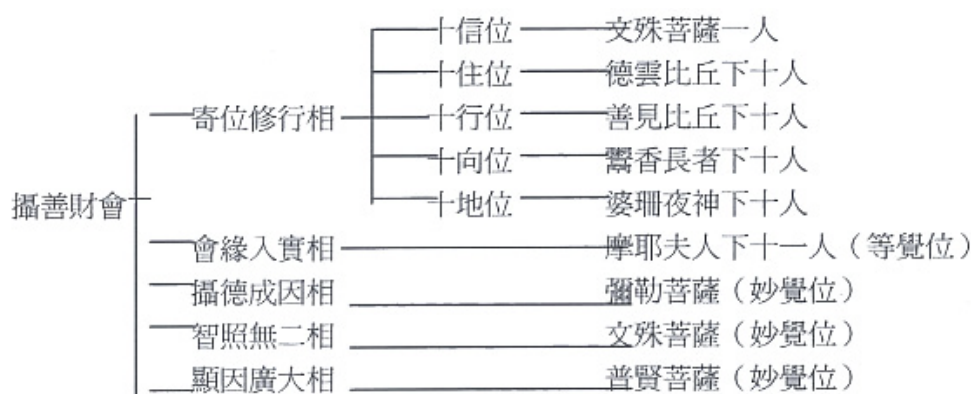 十信位 文殊菩薩一人
十住位 德雲比丘下十人
寄位修行相 十行位 善見比丘下十人
十向位 鬻香長者下十人
十地位 婆珊夜神下十人
攝善財會
會緣入實相 摩耶夫人下十一人（等覺位）
攝德成因相 彌勒菩薩（妙覺位）
智照無二相 文殊菩薩（妙覺位）
顯因廣大相 普賢菩薩（妙覺位）